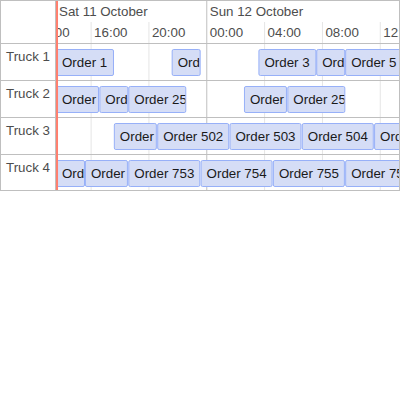 Sat 11 October Sun 12 October
00 16:00 20:00 00:00 04:00 08:00 12
Truck 1 Order 1 Ord Order 3 Ord Order 5
Truck 2 Order Ord Order 25 Order Order 25
Truck 3 Order Order 502 Order 503 Order 504 Ord
Truck 4 Ord Order Order 753 Order 754 Order 755 Order 75